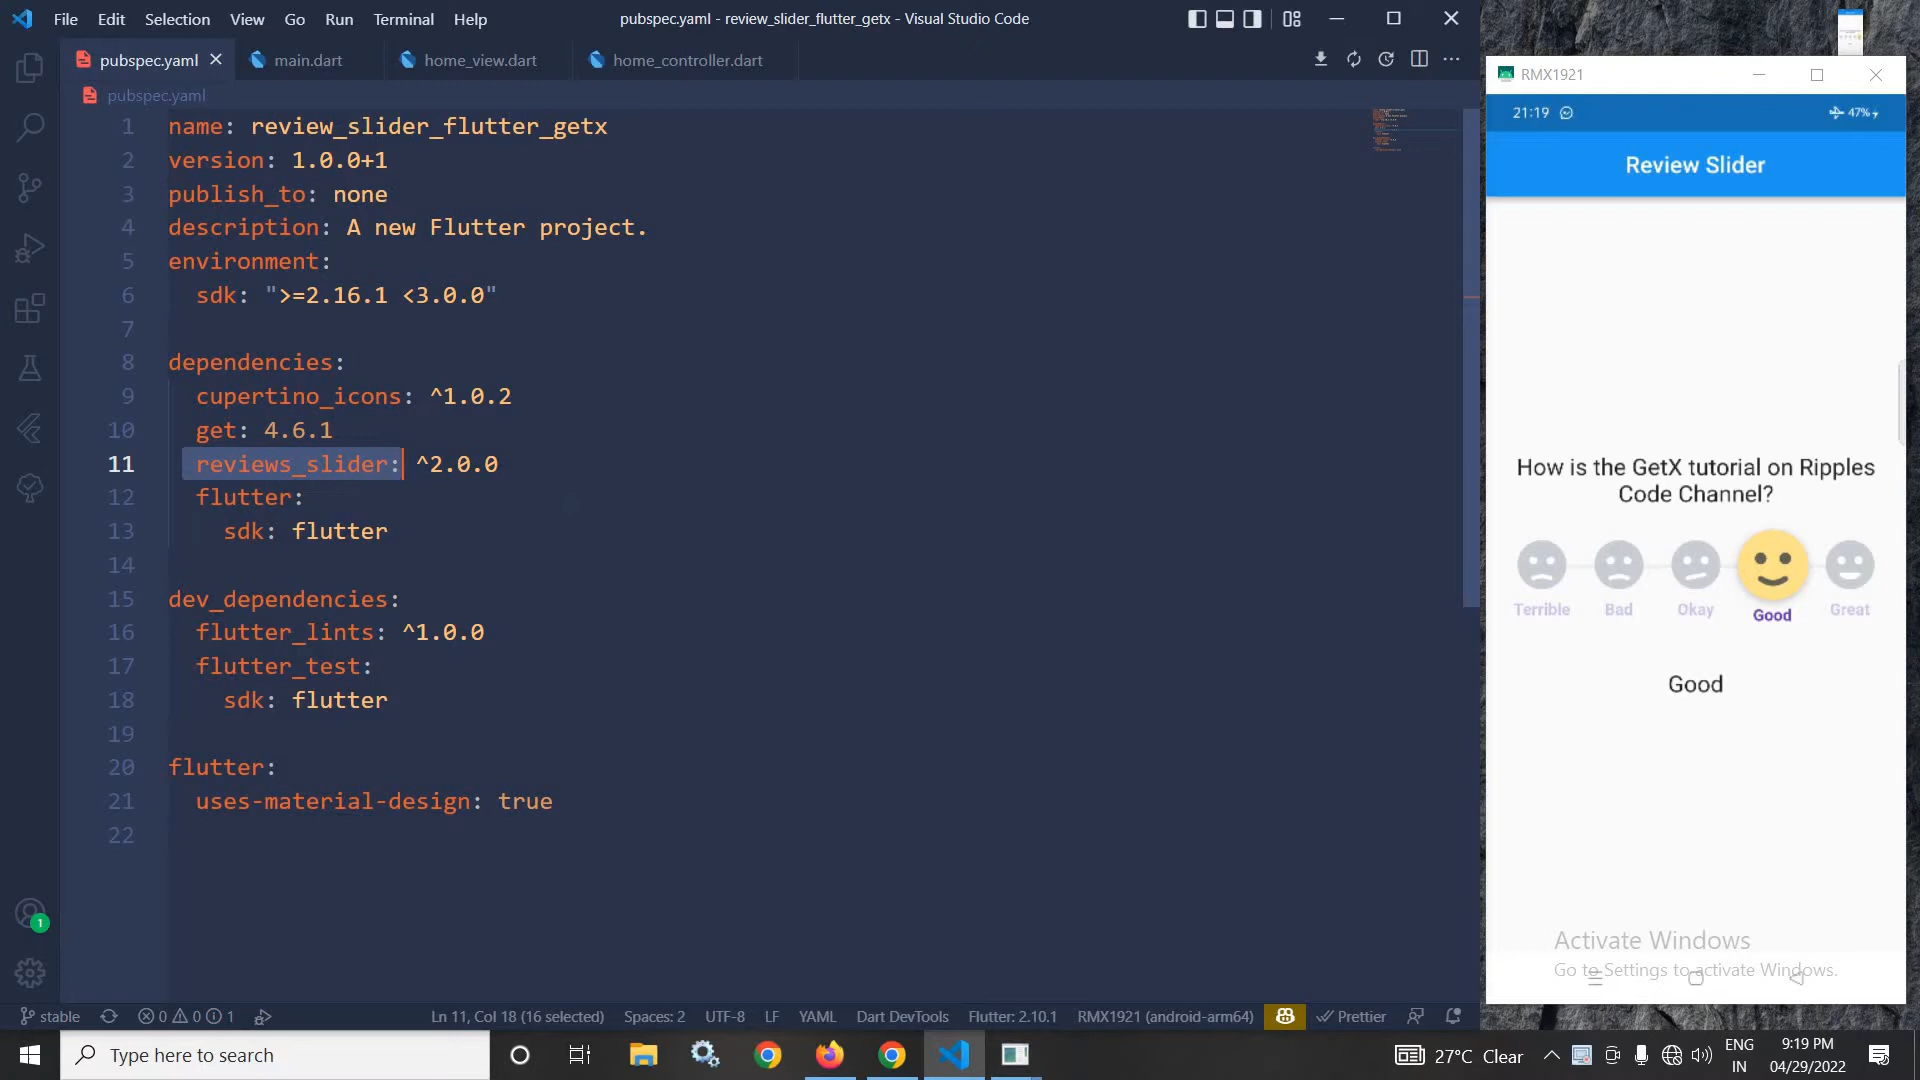 File Edit Selection View Go Run Terminal Help
pubspec.yaml - review_slider_flutter_getx - Visual Studio Code
pubspec.yaml
main.dart
home_view.dart
home_controller.dart
pubspec.yaml
1 name: review_slider_flutter_getx
2 version: 1.0.0+1
3 publish_to: none
4 description: A new Flutter project.
5 environment:
6 sdk: ">=2.16.1 <3.0.0"
7
8 dependencies:
9 cupertino_icons: ^1.0.2
10 get: 4.6.1
11 reviews_slider: ^2.0.0
12 flutter:
13 sdk: flutter
14
15 dev_dependencies:
16 flutter_lints: ^1.0.0
17 flutter_test:
18 sdk: flutter
19
20 flutter:
21 uses-material-design: true
22
1
stable 0 0 1 Ln 11, Col 18 (16 selected) Spaces: 2 UTF-8 LF YAML Dart DevTools Flutter: 2.10.1 RMX1921 (android-arm64) Prettier
RMX1921
21:19 47%
Review Slider
How is the GetX tutorial on Ripples
Code Channel?
Terrible Bad Okay Good Great
Good
Activate Windows
Go to Settings to activate Windows.
Type here to search
27°C Clear
ENG
IN
9:19 PM
04/29/2022